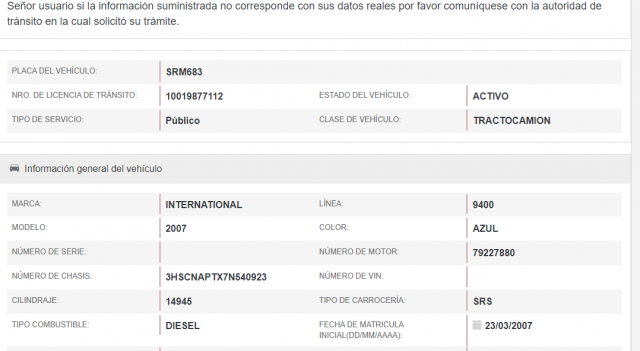 Señor usuario si la información suministrada no corresponde con sus datos reales por favor comuníquese con la autoridad de
tránsito en la cual solicitó su trámite.
PLACA DEL VEHÍCULO: SRM683
NRO. DE LICENCIA DE TRÁNSITO: 10019877112 ESTADO DEL VEHÍCULO: ACTIVO
TIPO DE SERVICIO: Público CLASE DE VEHÍCULO: TRACTOCAMION
Información general del vehículo
MARCA: INTERNATIONAL LÍNEA: 9400
MODELO: 2007 COLOR: AZUL
NÚMERO DE SERIE: NÚMERO DE MOTOR: 79227880
NÚMERO DE CHASIS: 3HSCNAPTX7N540923 NÚMERO DE VIN:
CILINDRAJE: 14945 TIPO DE CARROCERÍA: SRS
TIPO COMBUSTIBLE: DIESEL FECHA DE MATRICULA INICIAL(DD/MM/AAAA): 23/03/2007